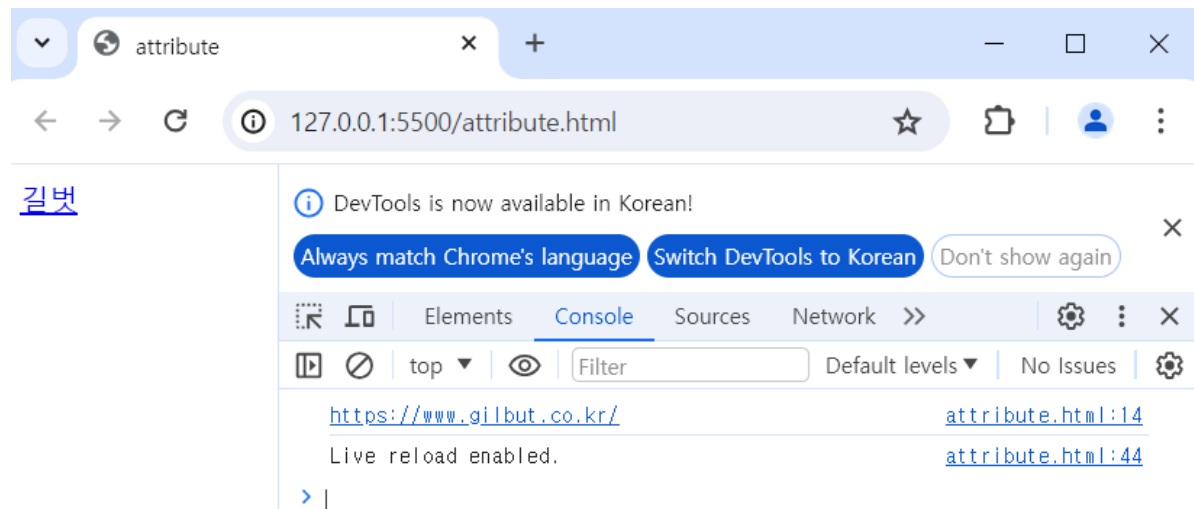 attribute
127.0.0.1:5500/attribute.html
길벗
DevTools is now available in Korean!
Always match Chrome's language Switch DevTools to Korean Don't show again
Elements Console Sources Network
top Filter Default levels No Issues
https://www.gilbut.co.kr/ attribute.html:14
Live reload enabled. attribute.html:44